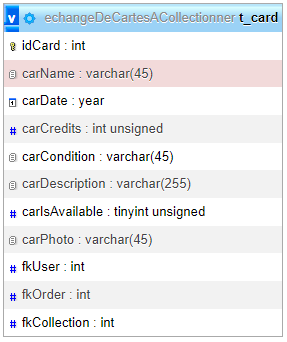 v echangeDeCartesACollectionner t_card
idCard : int
carName : varchar(45)
carDate : year
# carCredits : int unsigned
carCondition : varchar(45)
carDescription : varchar(255)
# carIsAvailable : tinyint unsigned
carPhoto : varchar(45)
# fkUser : int
# fkOrder : int
# fkCollection : int